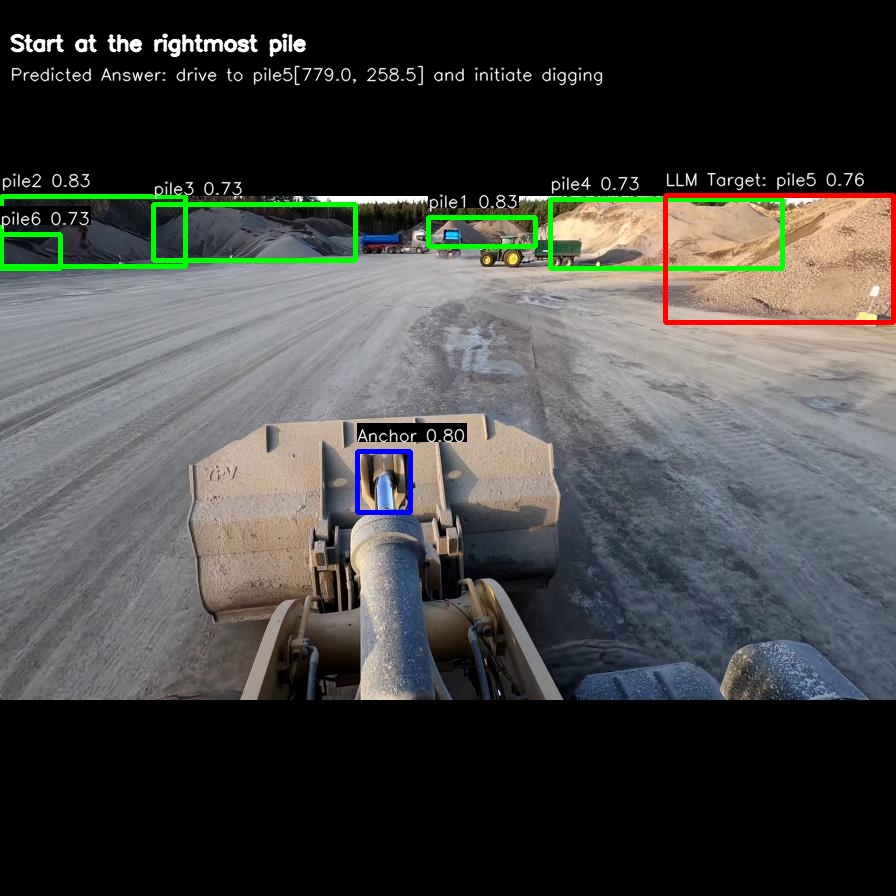 Start at the rightmost pile
Predicted Answer: drive to pile5[779.0, 258.5] and initiate digging
pile2 0.83
pile3 0.73
pile1 0.83
pile4 0.73
LLM Target: pile5 0.76
pile6 0.73
Anchor 0.80